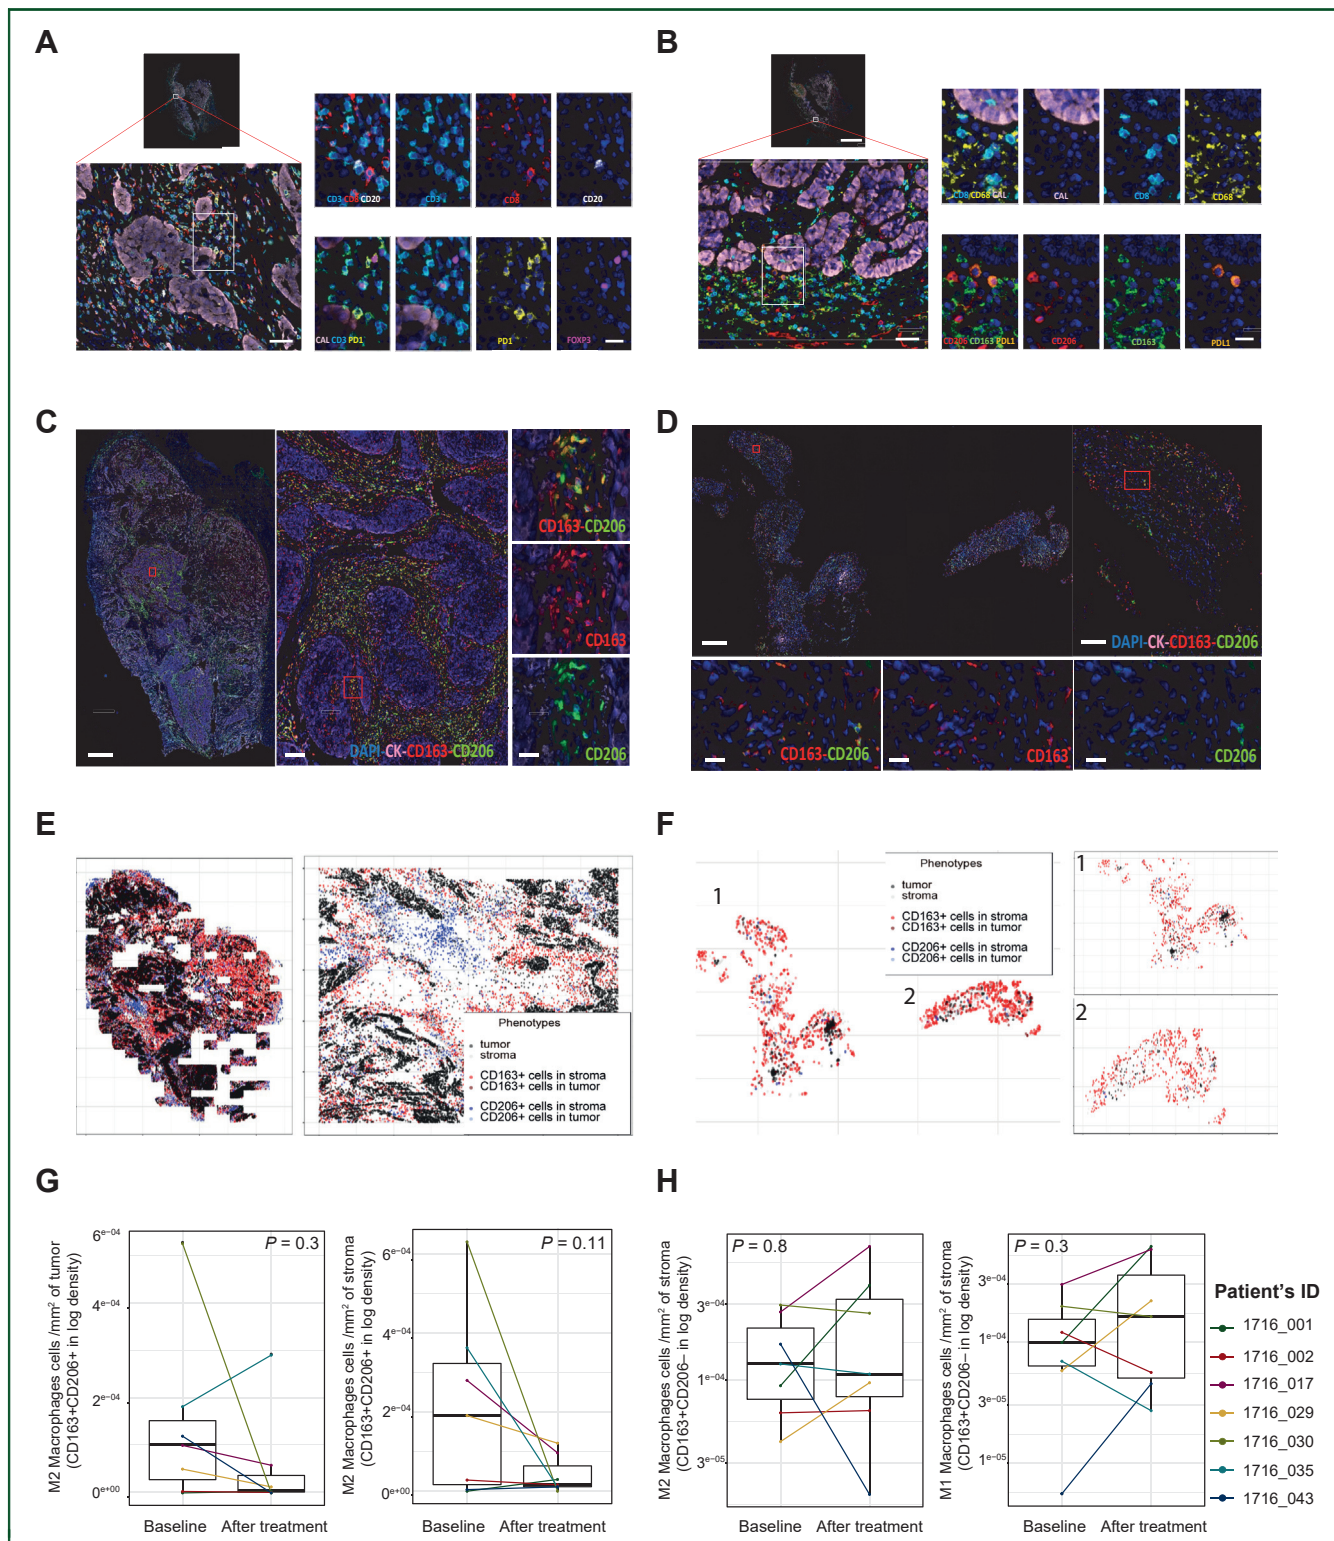 A
CD3 CD8 CD20
CD3
CD8
CD20
CAL CD3 PD1
PD1
FOXP3
B
CD8 CD68 CAL
CAL
CD8
CD68
CD206 CD163 PDL1
CD206
CD163
PDL1
C
DAPI-CK-CD163-CD206
CD163-CD206
CD163
CD206
D
DAPI-CK-CD163-CD206
CD163-CD206
CD163
CD206
E
Phenotypes
tumor
stroma
CD163+ cells in stroma
CD163+ cells in tumor
CD206+ cells in stroma
CD206+ cells in tumor
F
1
2
Phenotypes
tumor
stroma
CD163+ cells in stroma
CD163+ cells in tumor
CD206+ cells in stroma
CD206+ cells in tumor
1
2
G
M2 Macrophages cells /mm² of tumor
(CD163+CD206+ in log density)
6e−04
4e−04
2e−04
0e+00
P = 0.3
Baseline
After treatment
M2 Macrophages cells /mm² of stroma
(CD163+CD206+ in log density)
6e−04
4e−04
2e−04
0e+00
P = 0.11
Baseline
After treatment
H
M2 Macrophages cells /mm² of stroma
(CD163+CD206− in log density)
3e−04
1e−04
3e−05
P = 0.8
Baseline
After treatment
M1 Macrophages cells /mm² of stroma
(CD163+CD206− in log density)
3e−04
1e−04
3e−05
1e−05
P = 0.3
Baseline
After treatment
Patient's ID
1716_001
1716_002
1716_017
1716_029
1716_030
1716_035
1716_043